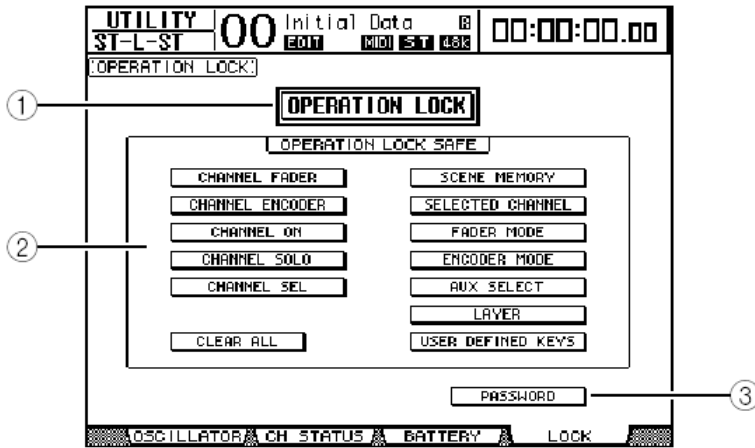 UTILITY
ST-L-ST
00
Initial Data
EDIT
MIDI ST 48k
00:00:00.00
OPERATION LOCK
1
OPERATION LOCK
OPERATION LOCK SAFE
CHANNEL FADER SCENE MEMORY
CHANNEL ENCODER SELECTED CHANNEL
2
CHANNEL ON FADER MODE
CHANNEL SOLO ENCODER MODE
CHANNEL SEL AUX SELECT
LAYER
CLEAR ALL USER DEFINED KEYS
PASSWORD
3
OSCILLATOR CH STATUS BATTERY LOCK